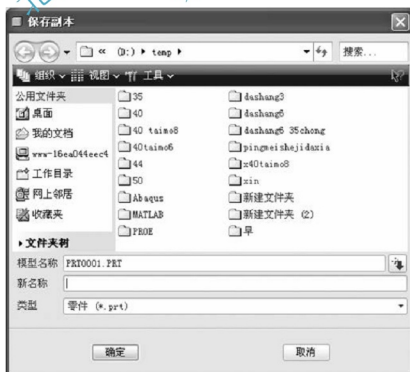 保存副本
« (D:) ▸ temp ▸ 搜索...
组织 视图 工具
公用文件夹
桌面
我的文档
www-16ea044eec4
工作目录
网上邻居
收藏夹
▸ 文件夹树
35
40
40 taimo8
40taimo6
44
50
Abaqus
MATLAB
PROE
dashang3
dashang6
dashang6 35chong
pingmeishejidaxia
x40taimo8
xin
新建文件夹
新建文件夹 (2)
早
模型名称 PRT0001.PRT
新名称
类型 零件 (*.prt)
确定 取消